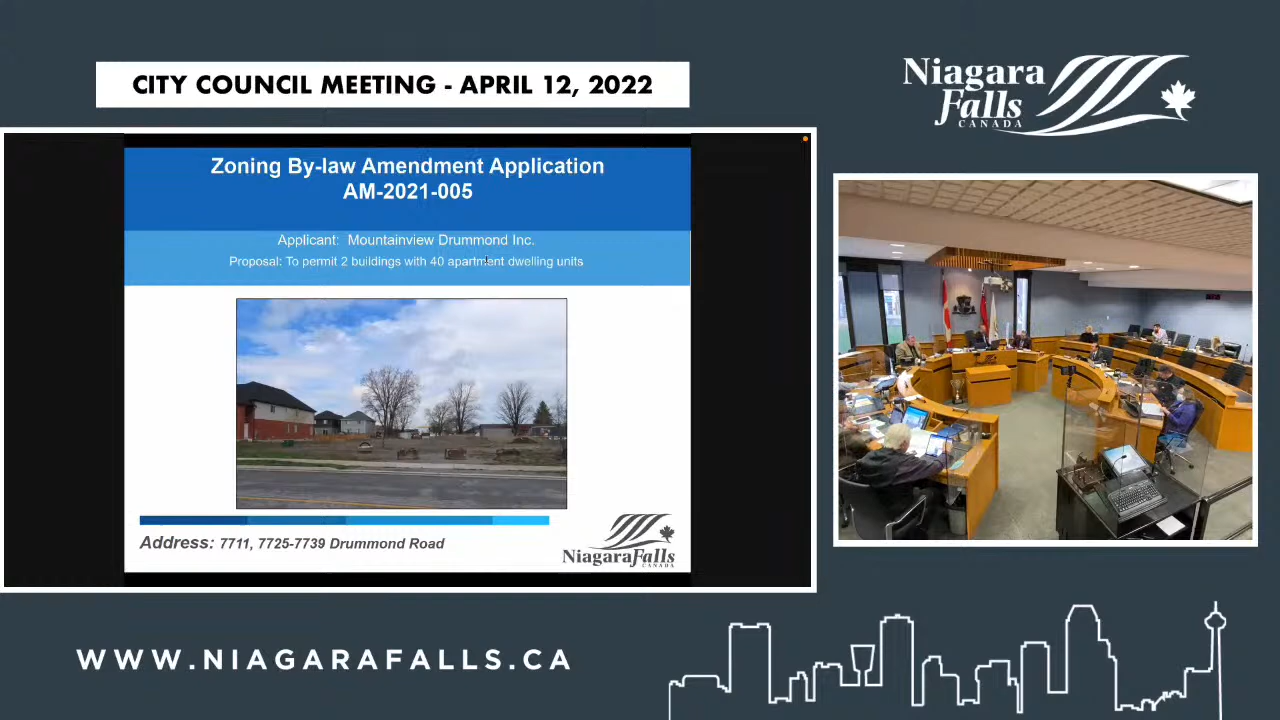 CITY COUNCIL MEETING - APRIL 12, 2022
Niagara
Falls
CANADA
Zoning By-law Amendment Application
AM-2021-005
Applicant: Mountainview Drummond Inc.
Proposal: To permit 2 buildings with 40 apartment dwelling units
Address: 7711, 7725-7739 Drummond Road
NiagaraFalls
CANADA
WWW.NIAGARAFALLS.CA